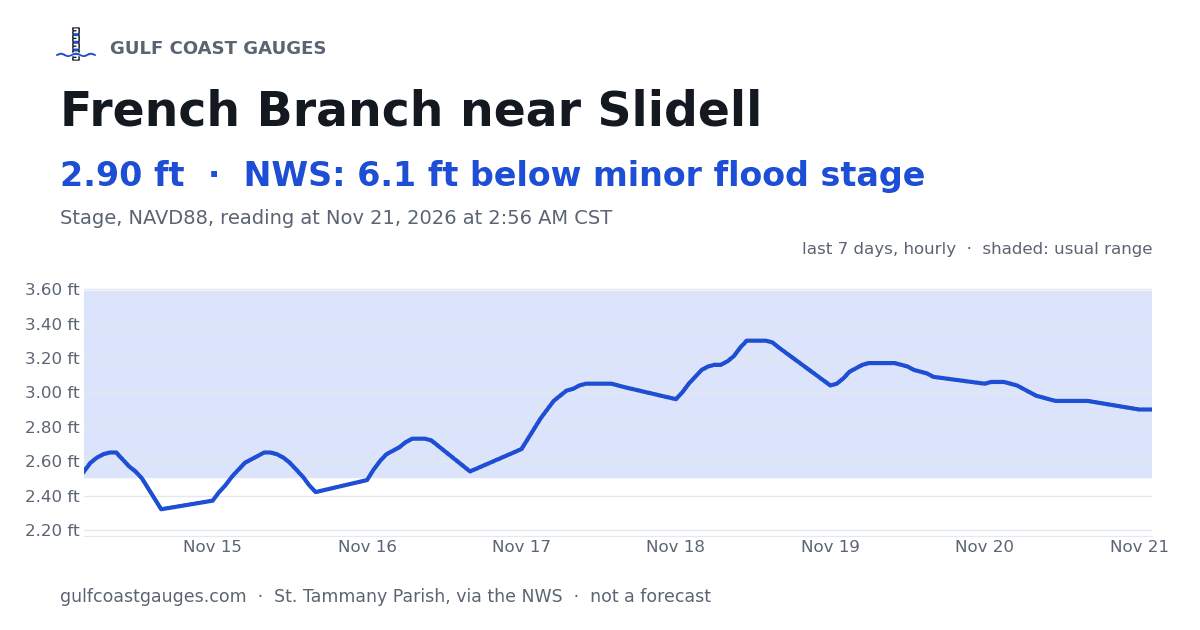 GULF COAST GAUGES
French Branch near Slidell
2.90 ft · NWS: 6.1 ft below minor flood stage
Stage, NAVD88, reading at Nov 21, 2026 at 2:56 AM CST
last 7 days, hourly · shaded: usual range
3.60 ft
3.40 ft
3.20 ft
3.00 ft
2.80 ft
2.60 ft
2.40 ft
2.20 ft
Nov 15 Nov 16 Nov 17 Nov 18 Nov 19 Nov 20 Nov 21
gulfcoastgauges.com · St. Tammany Parish, via the NWS · not a forecast